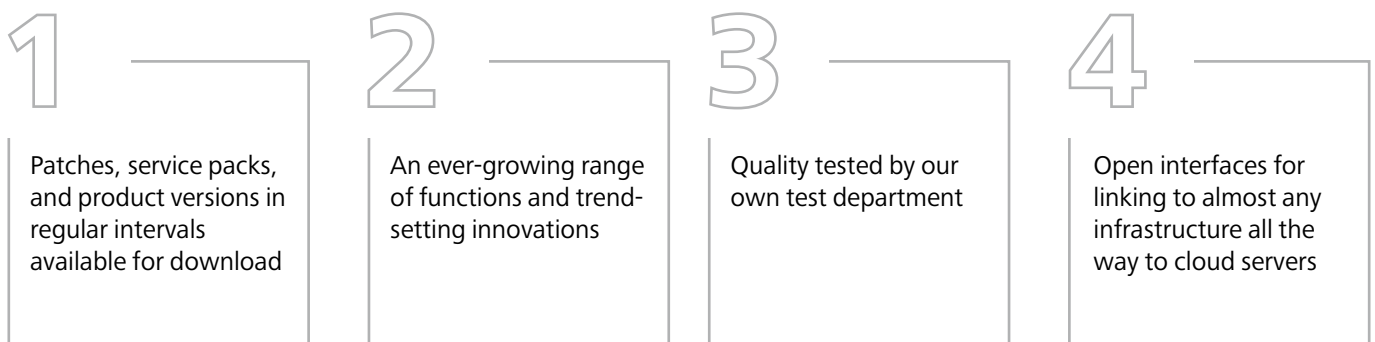 1
Patches, service packs,
and product versions in
regular intervals
available for download
2
An ever-growing range
of functions and trend-
setting innovations
3
Quality tested by our
own test department
4
Open interfaces for
linking to almost any
infrastructure all the
way to cloud servers